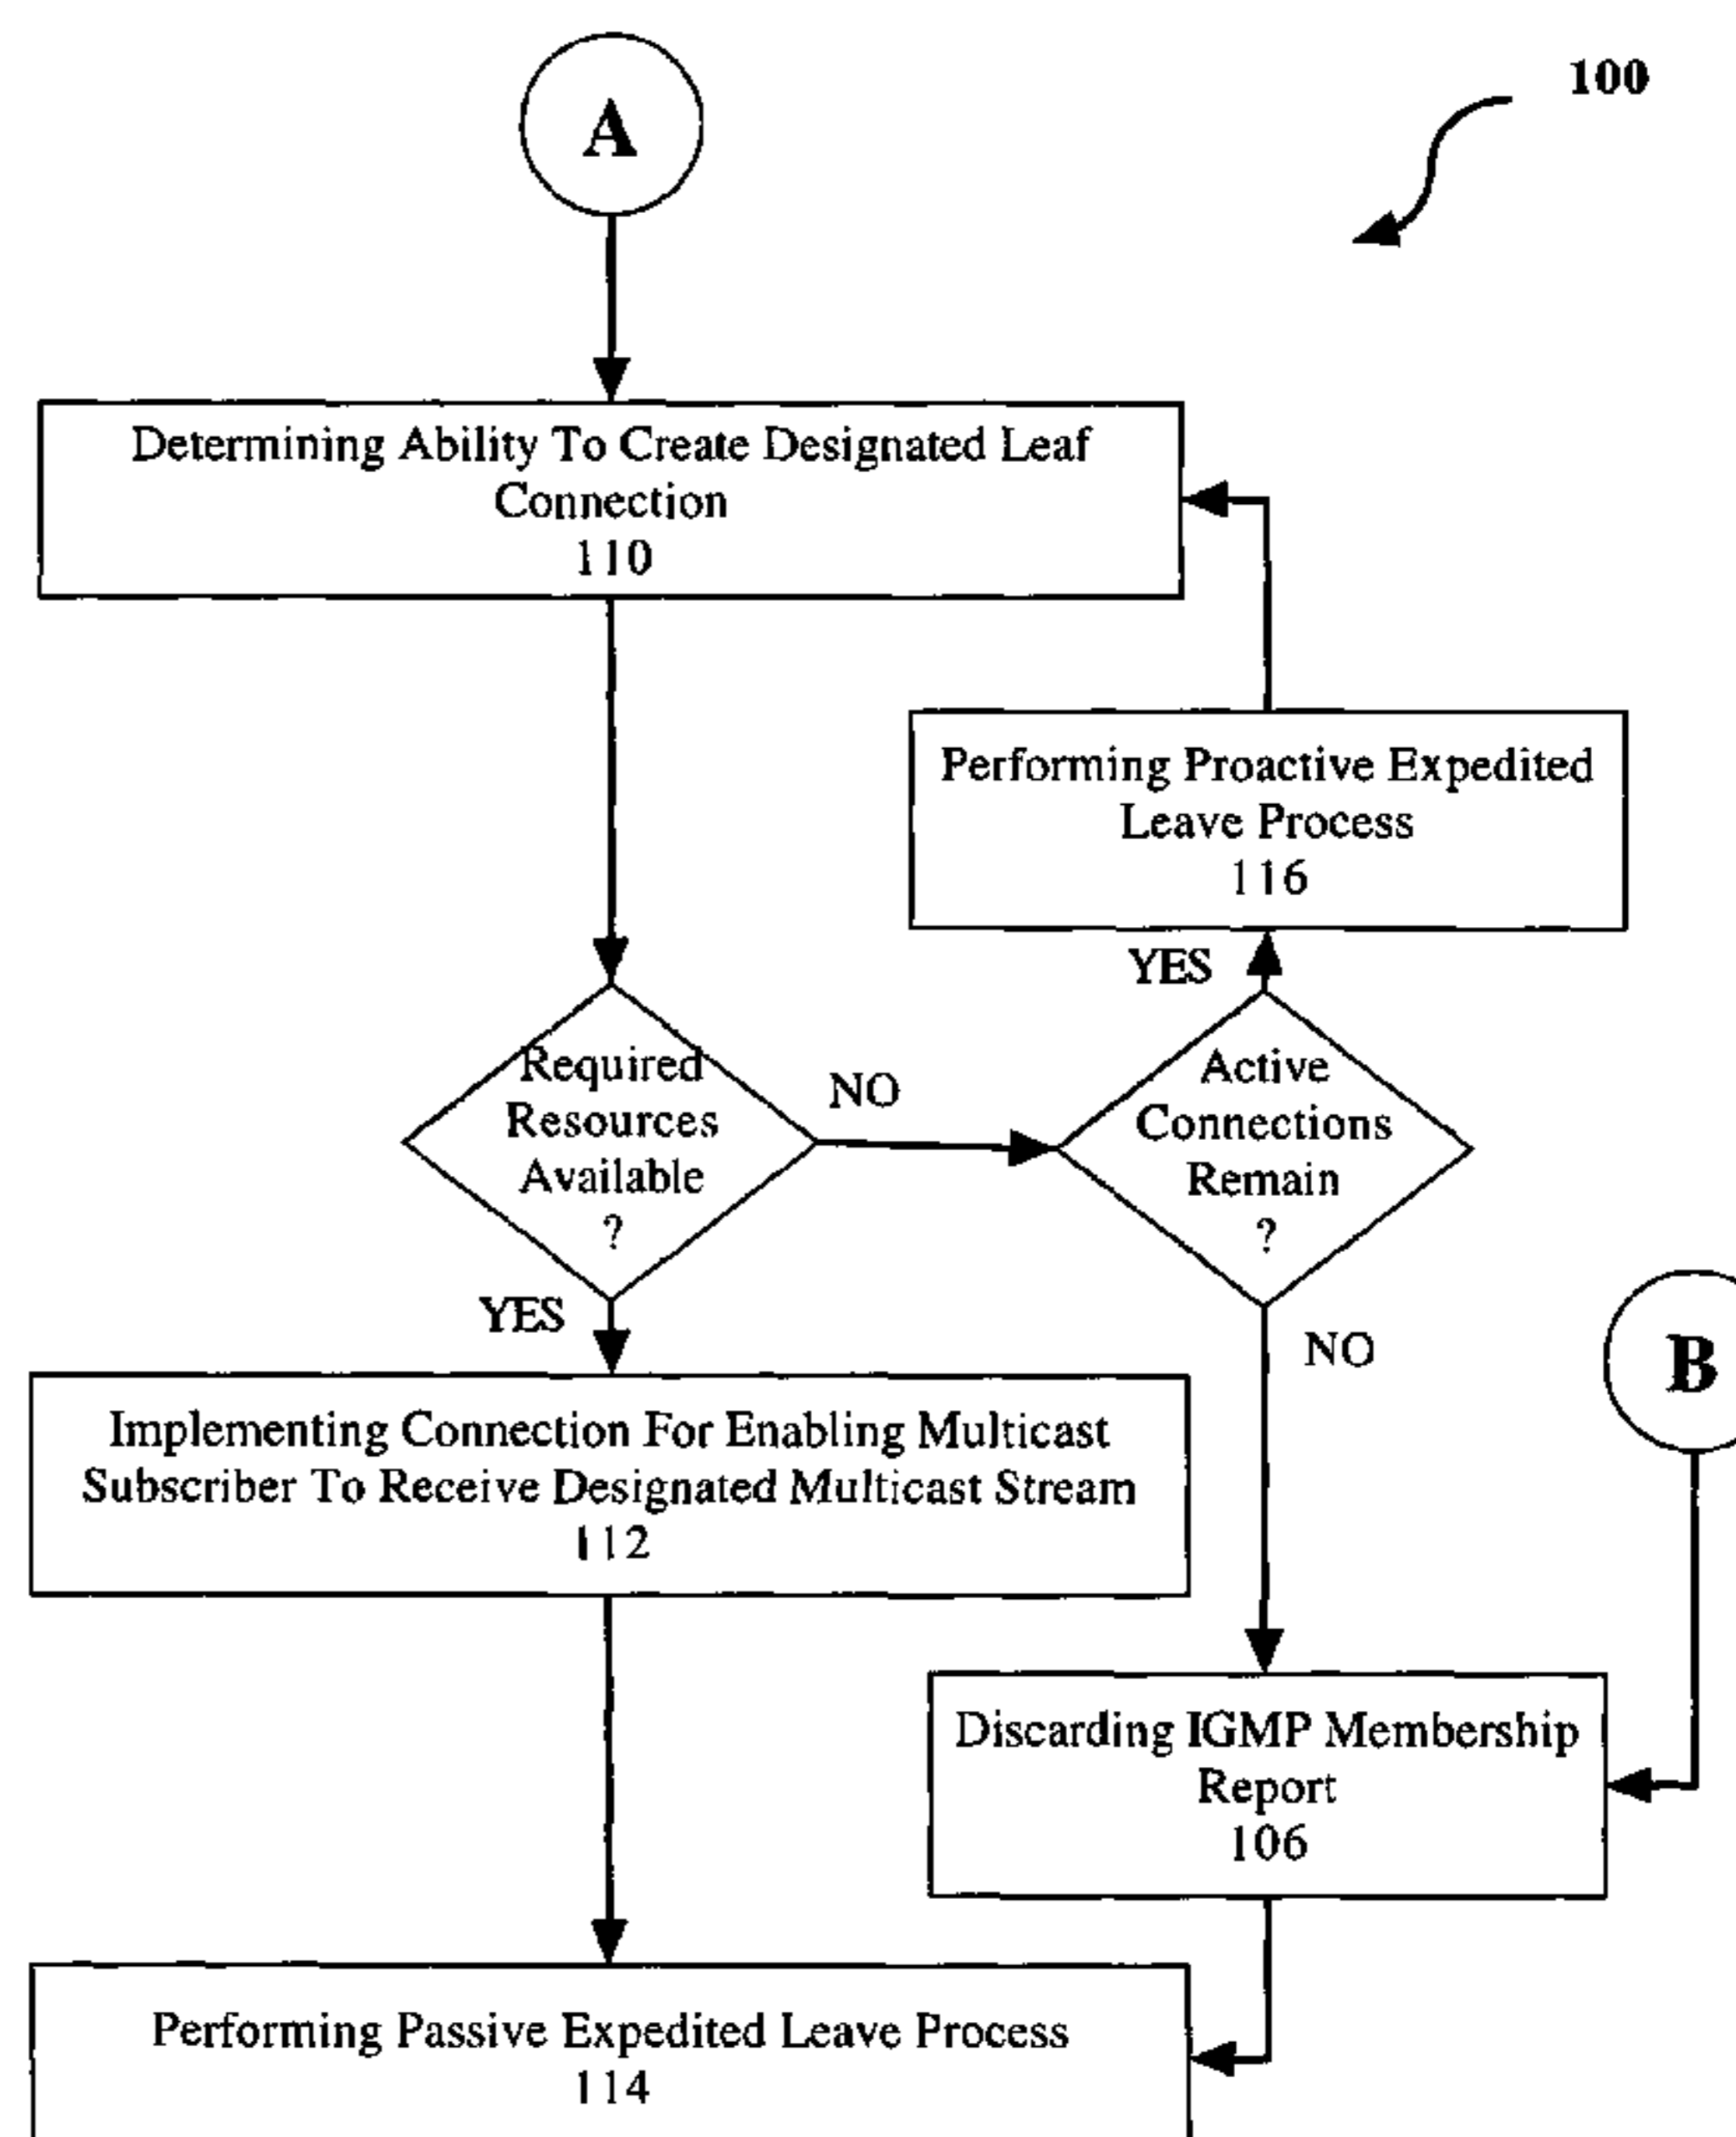 A
100
Determining Ability To Create Designated Leaf
Connection
110
Performing Proactive Expedited
Leave Process
116
YES
Required
Resources
Available
?
NO
Active
Connections
Remain
?
YES
NO
B
Implementing Connection For Enabling Multicast
Subscriber To Receive Designated Multicast Stream
112
Discarding IGMP Membership
Report
106
Performing Passive Expedited Leave Process
114